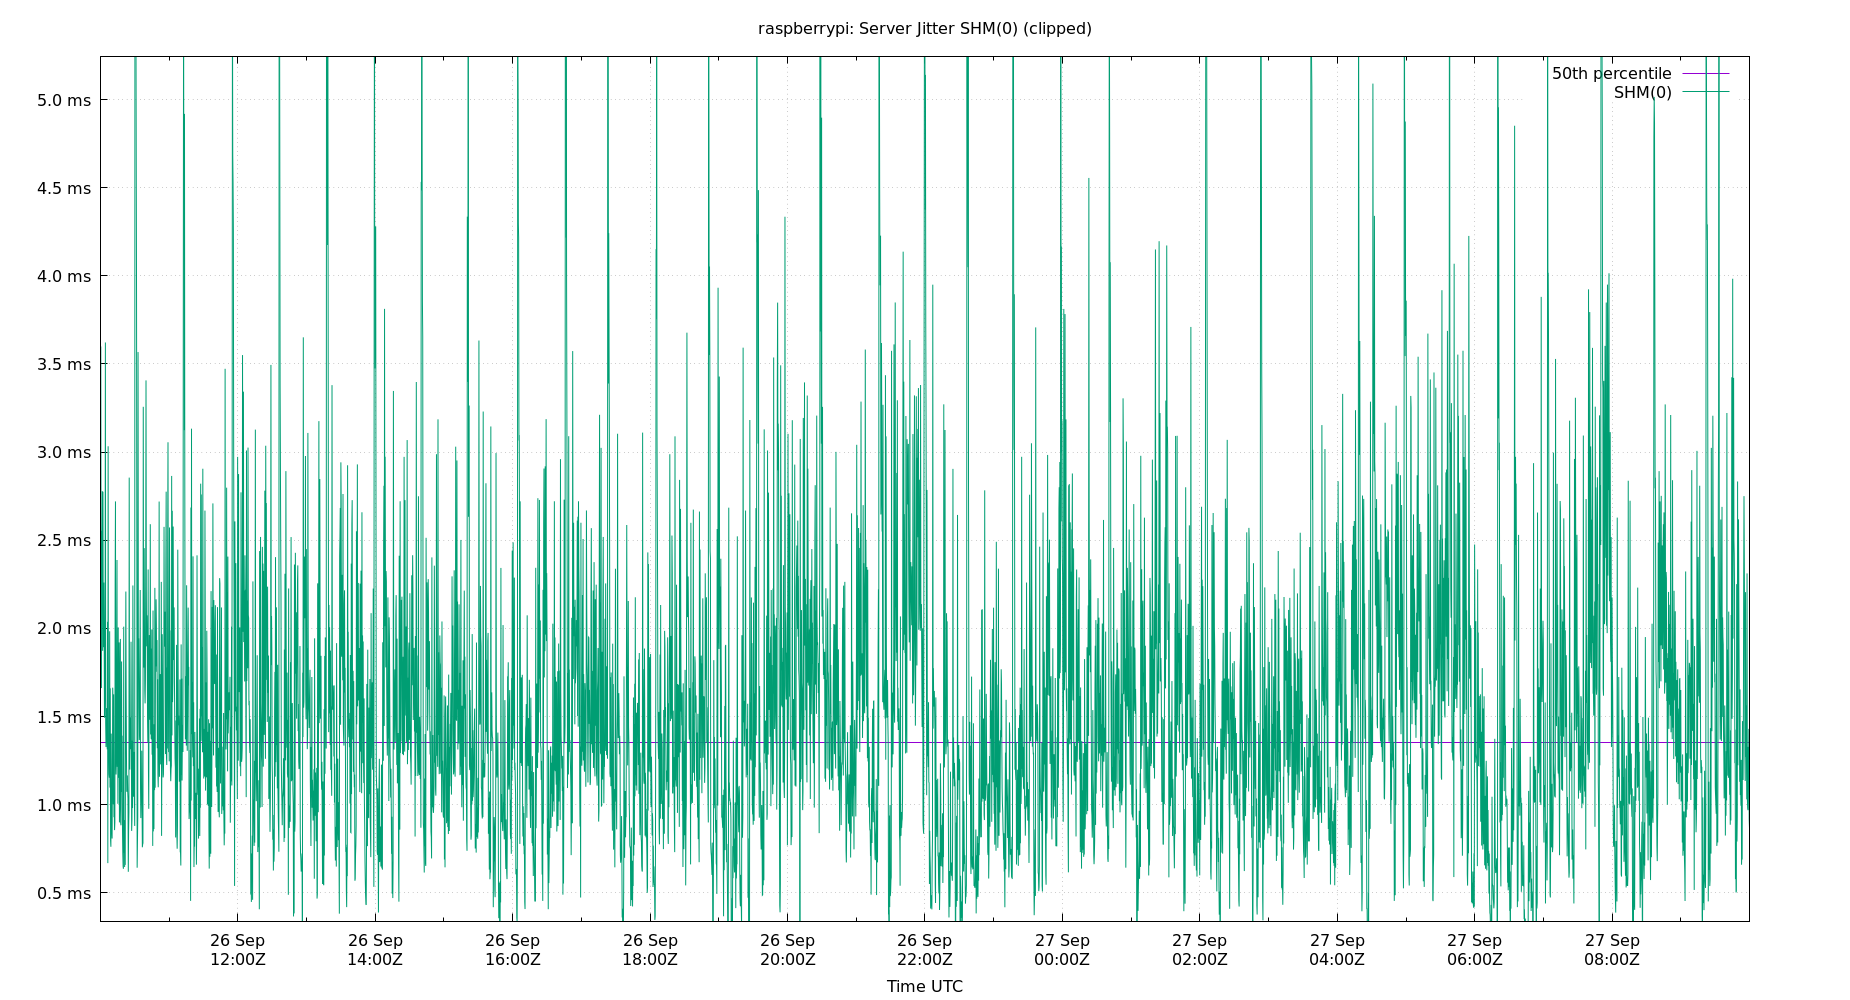 raspberrypi: Server Jitter SHM(0) (clipped)
50th percentile
SHM(0)
5.0 ms
4.5 ms
4.0 ms
3.5 ms
3.0 ms
2.5 ms
2.0 ms
1.5 ms
1.0 ms
0.5 ms
26 Sep 26 Sep 26 Sep 26 Sep 26 Sep 26 Sep 27 Sep 27 Sep 27 Sep 27 Sep 27 Sep
12:00Z 14:00Z 16:00Z 18:00Z 20:00Z 22:00Z 00:00Z 02:00Z 04:00Z 06:00Z 08:00Z
Time UTC